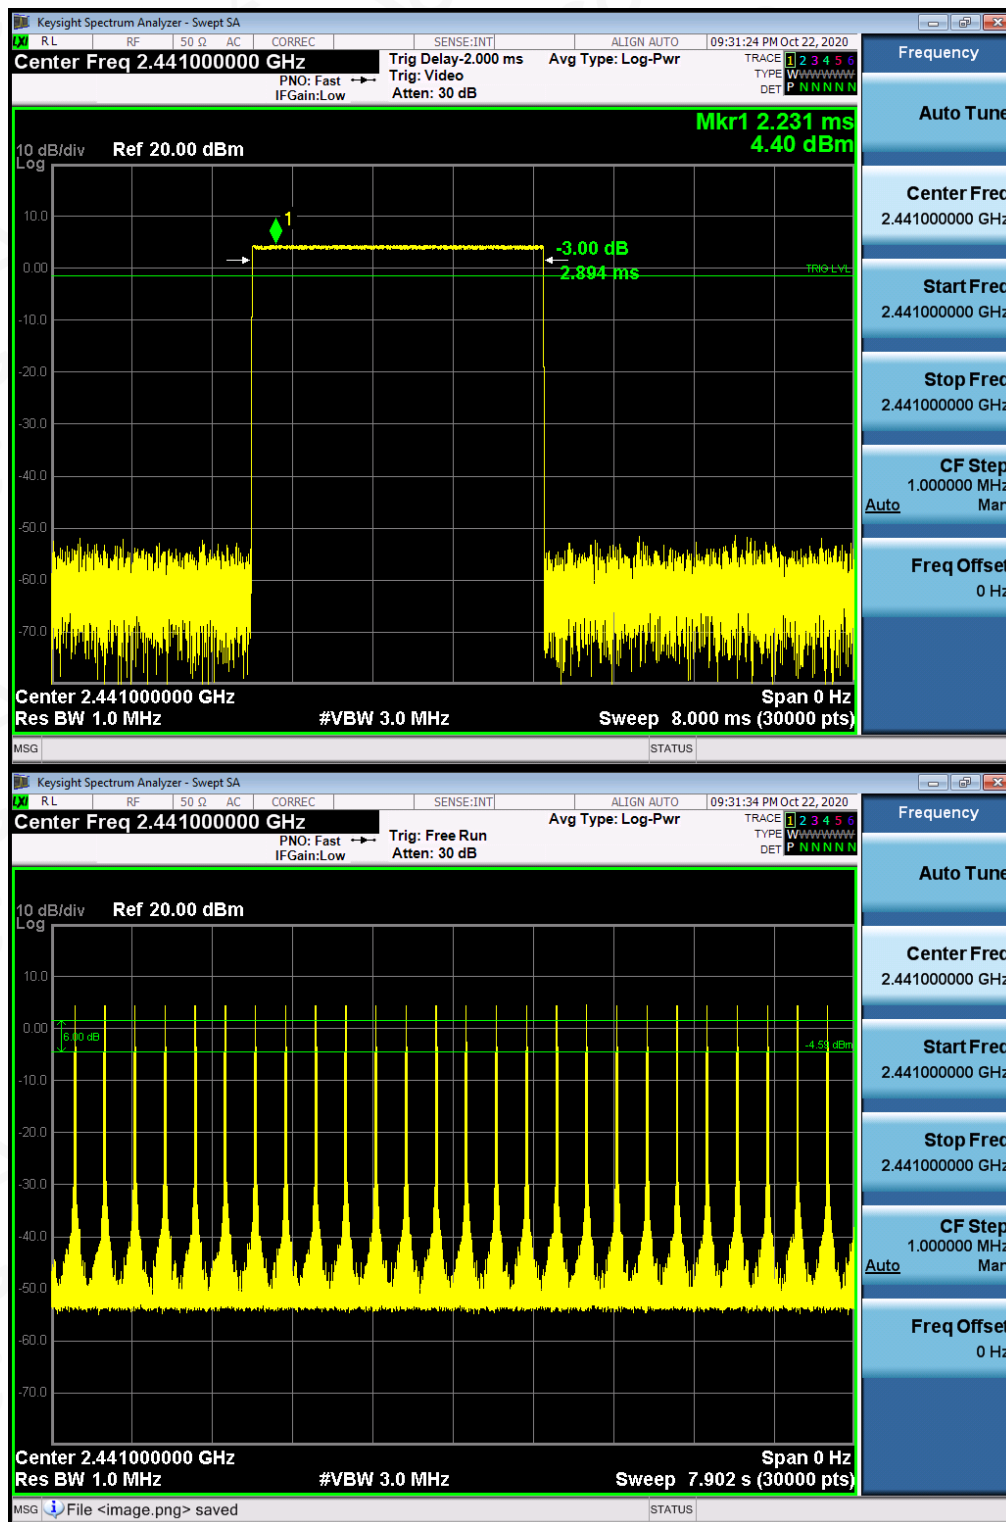 Keysight Spectrum Analyzer - Swept SA
LXI RL RF 50 Ω AC CORREC SENSE:INT ALIGN AUTO 09:31:24 PM Oct 22, 2020
Center Freq 2.441000000 GHz Trig Delay-2.000 ms Avg Type: Log-Pwr TRACE 1 2 3 4 5 6
PNO: Fast Trig: Video TYPE WWWWWWW
IFGain:Low Atten: 30 dB DET P N N N N N
Mkr1 2.231 ms
4.40 dBm
10 dB/div Ref 20.00 dBm
Log
10.0
1
-3.00 dB
0.00
2.894 ms
TRIG LVL
-10.0
-20.0
-30.0
-40.0
-50.0
-60.0
-70.0
Center 2.441000000 GHz Span 0 Hz
Res BW 1.0 MHz #VBW 3.0 MHz Sweep 8.000 ms (30000 pts)
MSG STATUS
Frequency
Auto Tune
Center Freq
2.441000000 GHz
Start Freq
2.441000000 GHz
Stop Freq
2.441000000 GHz
CF Step
1.000000 MHz
Auto Man
Freq Offset
0 Hz
Keysight Spectrum Analyzer - Swept SA
LXI RL RF 50 Ω AC CORREC SENSE:INT ALIGN AUTO 09:31:34 PM Oct 22, 2020
Center Freq 2.441000000 GHz Avg Type: Log-Pwr TRACE 1 2 3 4 5 6
PNO: Fast Trig: Free Run TYPE WWWWWWW
IFGain:Low Atten: 30 dB DET P N N N N N
10 dB/div Ref 20.00 dBm
Log
10.0
0.00
6.00 dB
-4.59 dBm
-10.0
-20.0
-30.0
-40.0
-50.0
-60.0
-70.0
Center 2.441000000 GHz Span 0 Hz
Res BW 1.0 MHz #VBW 3.0 MHz Sweep 7.902 s (30000 pts)
MSG File <image.png> saved STATUS
Frequency
Auto Tune
Center Freq
2.441000000 GHz
Start Freq
2.441000000 GHz
Stop Freq
2.441000000 GHz
CF Step
1.000000 MHz
Auto Man
Freq Offset
0 Hz